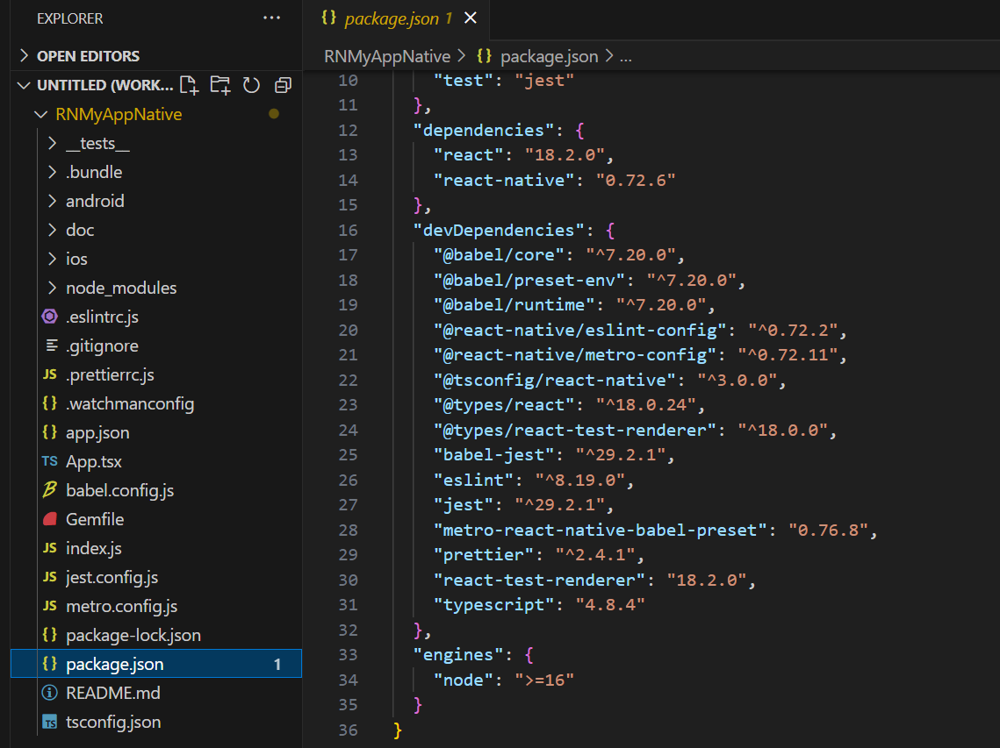 EXPLORER
OPEN EDITORS
UNTITLED (WORK...
RNMyAppNative
__tests__
.bundle
android
doc
ios
node_modules
.eslintrc.js
.gitignore
JS .prettierrc.js
{} .watchmanconfig
{} app.json
TS App.tsx
babel.config.js
Gemfile
JS index.js
JS jest.config.js
JS metro.config.js
{} package-lock.json
{} package.json 1
README.md
TS tsconfig.json
{} package.json 1
RNMyAppNative > {} package.json > ...
10 "test": "jest"
11 },
12 "dependencies": {
13 "react": "18.2.0",
14 "react-native": "0.72.6"
15 },
16 "devDependencies": {
17 "@babel/core": "^7.20.0",
18 "@babel/preset-env": "^7.20.0",
19 "@babel/runtime": "^7.20.0",
20 "@react-native/eslint-config": "^0.72.2",
21 "@react-native/metro-config": "^0.72.11",
22 "@tsconfig/react-native": "^3.0.0",
23 "@types/react": "^18.0.24",
24 "@types/react-test-renderer": "^18.0.0",
25 "babel-jest": "^29.2.1",
26 "eslint": "^8.19.0",
27 "jest": "^29.2.1",
28 "metro-react-native-babel-preset": "0.76.8",
29 "prettier": "^2.4.1",
30 "react-test-renderer": "18.2.0",
31 "typescript": "4.8.4"
32 },
33 "engines": {
34 "node": ">=16"
35 }
36 }